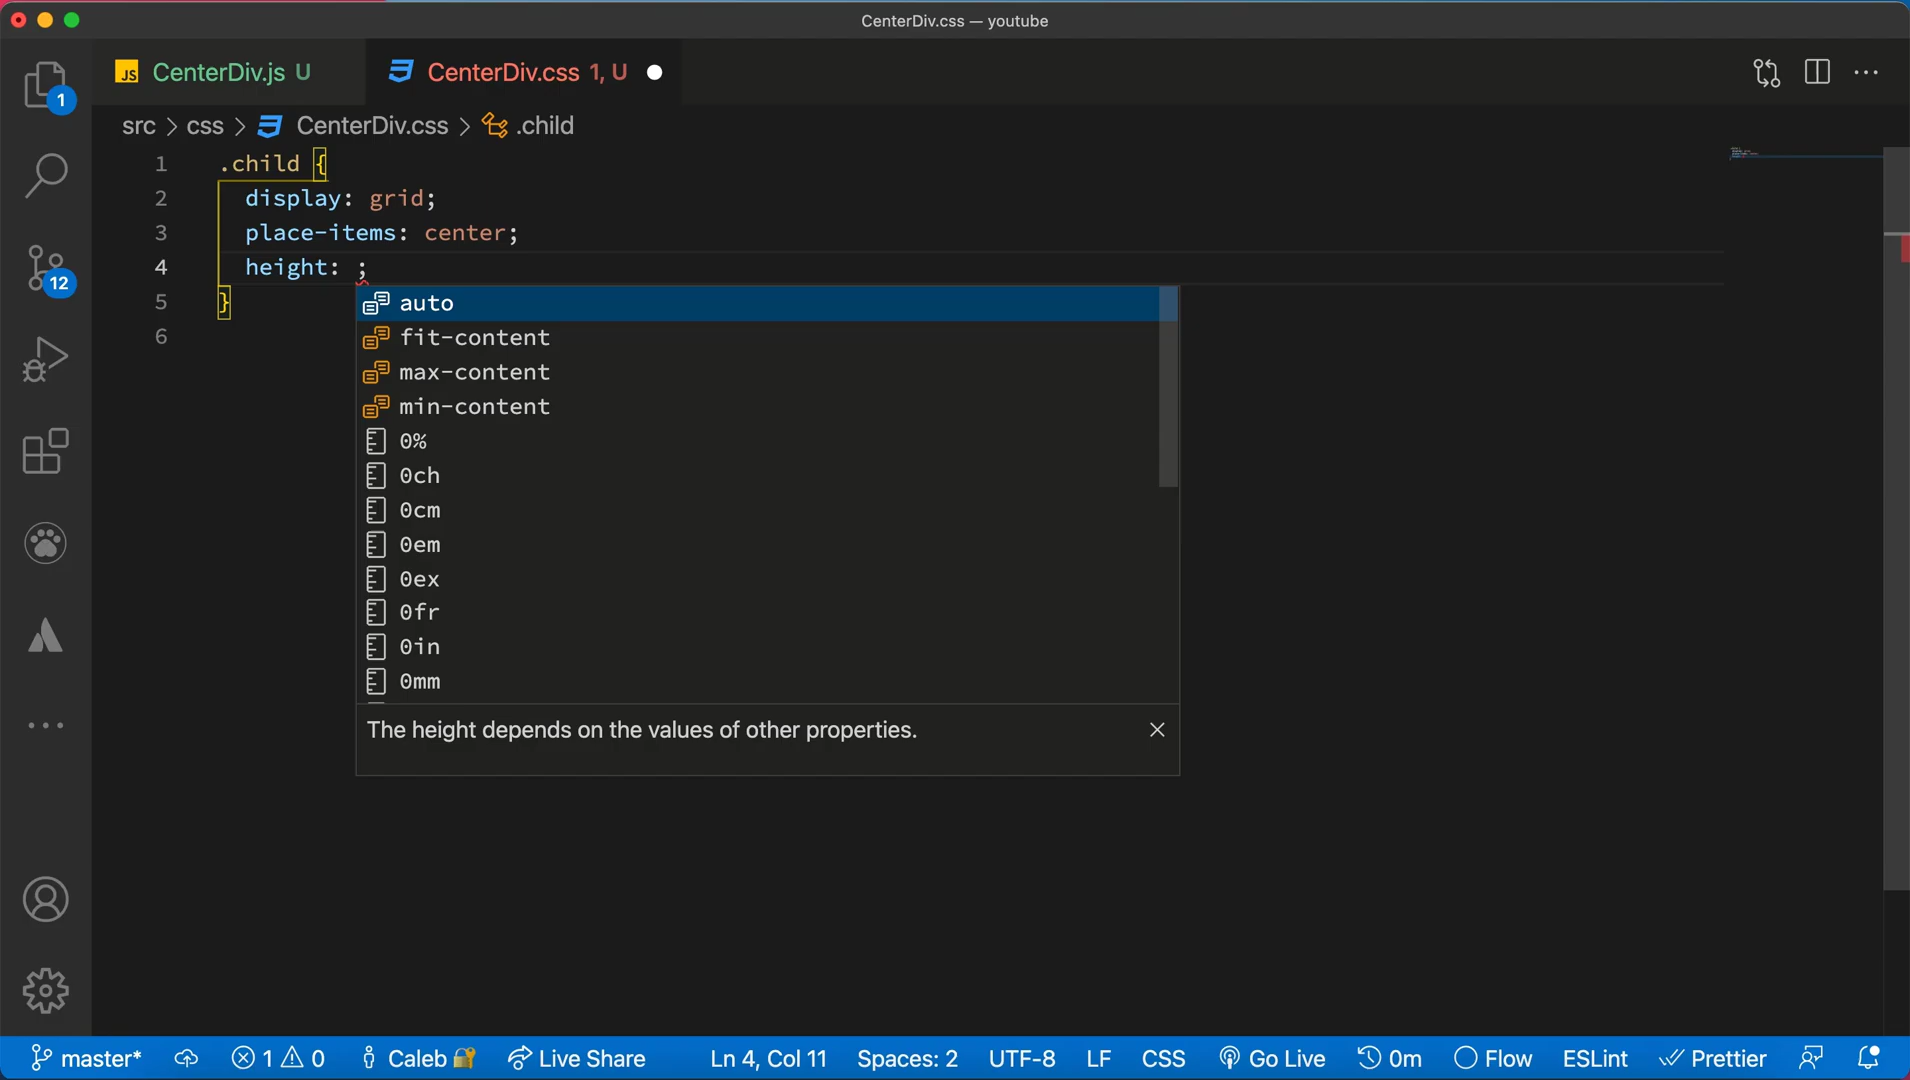 CenterDiv.css — youtube
JS CenterDiv.js U
CenterDiv.css 1, U
src > css > CenterDiv.css > .child
1 .child {
2 display: grid;
3 place-items: center;
4 height: ;
5 }
6
auto
fit-content
max-content
min-content
0%
0ch
0cm
0em
0ex
0fr
0in
0mm
The height depends on the values of other properties.
1
12
master* 1 0 Caleb Live Share Ln 4, Col 11 Spaces: 2 UTF-8 LF CSS Go Live 0m Flow ESLint Prettier